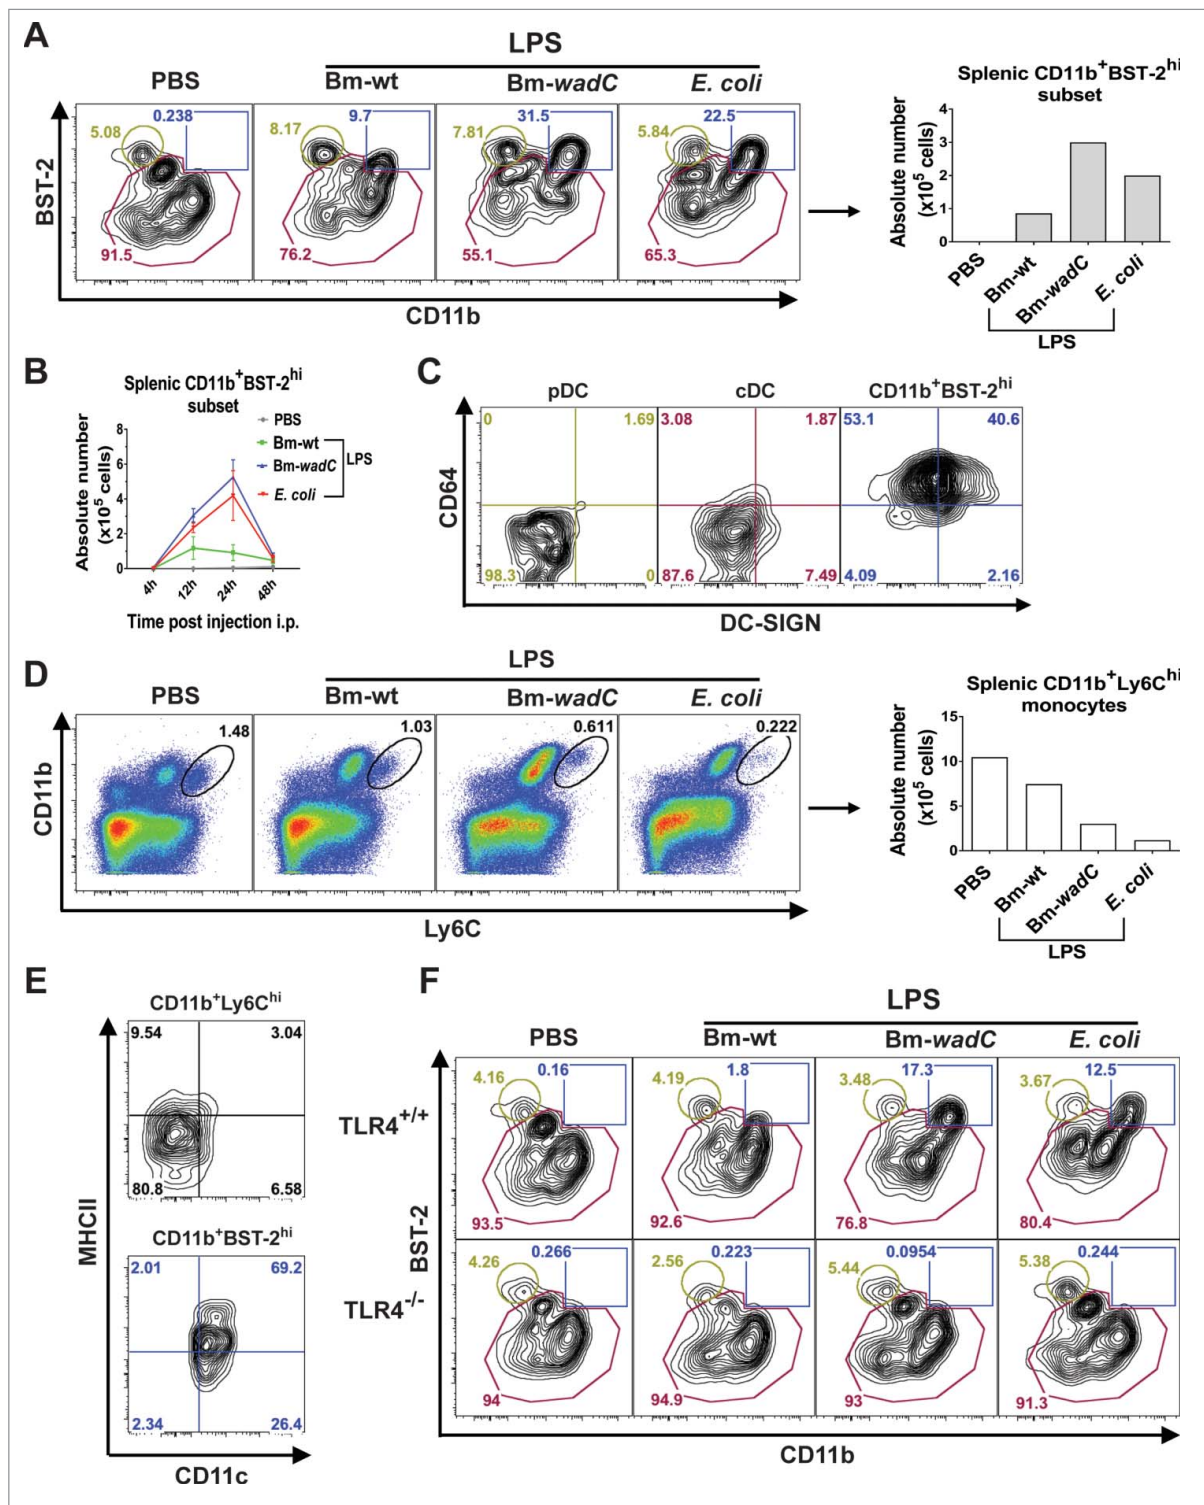 A
LPS
PBS
Bm-wt
Bm-wadC
E. coli
5.08
0.238
91.5
8.17
9.7
76.2
7.81
31.5
55.1
5.84
22.5
65.3
BST-2
CD11b
Splenic CD11b+BST-2hi
subset
Absolute number
(x10^5 cells)
4
3
2
1
0
PBS
Bm-wt
Bm-wadC
E. coli
LPS
B
Splenic CD11b+BST-2hi
subset
Absolute number
(x10^5 cells)
8
6
4
2
0
PBS
Bm-wt
Bm-wadC
E. coli
LPS
4h
12h
24h
48h
Time post injection i.p.
C
pDC
cDC
CD11b+BST-2hi
0
1.69
98.3
0
3.08
1.87
87.6
7.49
53.1
40.6
4.09
2.16
CD64
DC-SIGN
D
LPS
PBS
Bm-wt
Bm-wadC
E. coli
1.48
1.03
0.611
0.222
CD11b
Ly6C
Splenic CD11b+Ly6Chi
monocytes
Absolute number
(x10^5 cells)
15
10
5
0
PBS
Bm-wt
Bm-wadC
E. coli
LPS
E
CD11b+Ly6Chi
9.54
3.04
80.8
6.58
CD11b+BST-2hi
2.01
69.2
2.34
26.4
MHCII
CD11c
F
LPS
PBS
Bm-wt
Bm-wadC
E. coli
TLR4+/+
4.16
0.16
93.5
4.19
1.8
92.6
3.48
17.3
76.8
3.67
12.5
80.4
TLR4-/-
4.26
0.266
94
2.56
0.223
94.9
5.44
0.0954
93
5.38
0.244
91.3
BST-2
CD11b